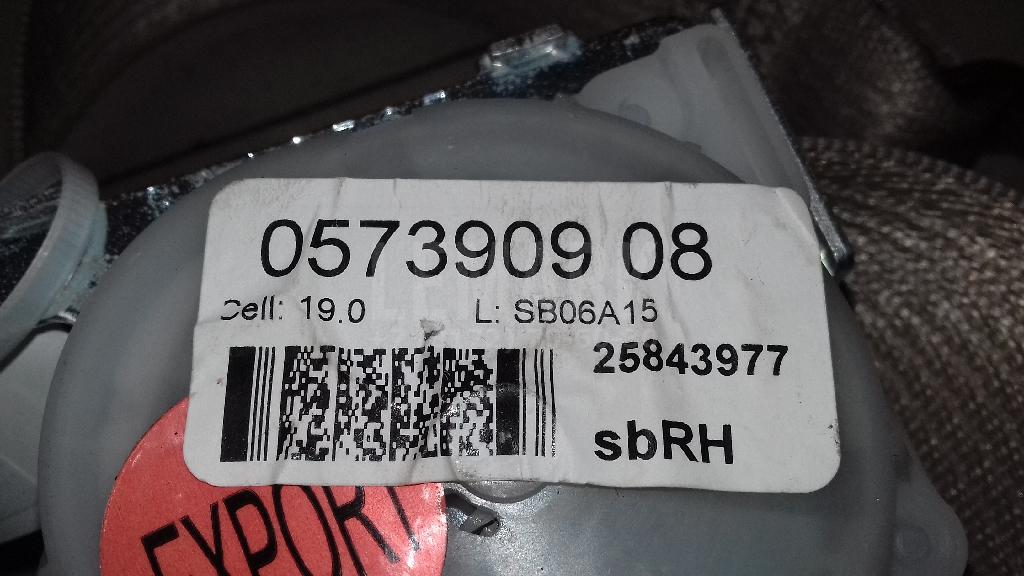 0573909 08
Cell: 19.0 L: SB06A15
25843977
sbRH
EXPORT